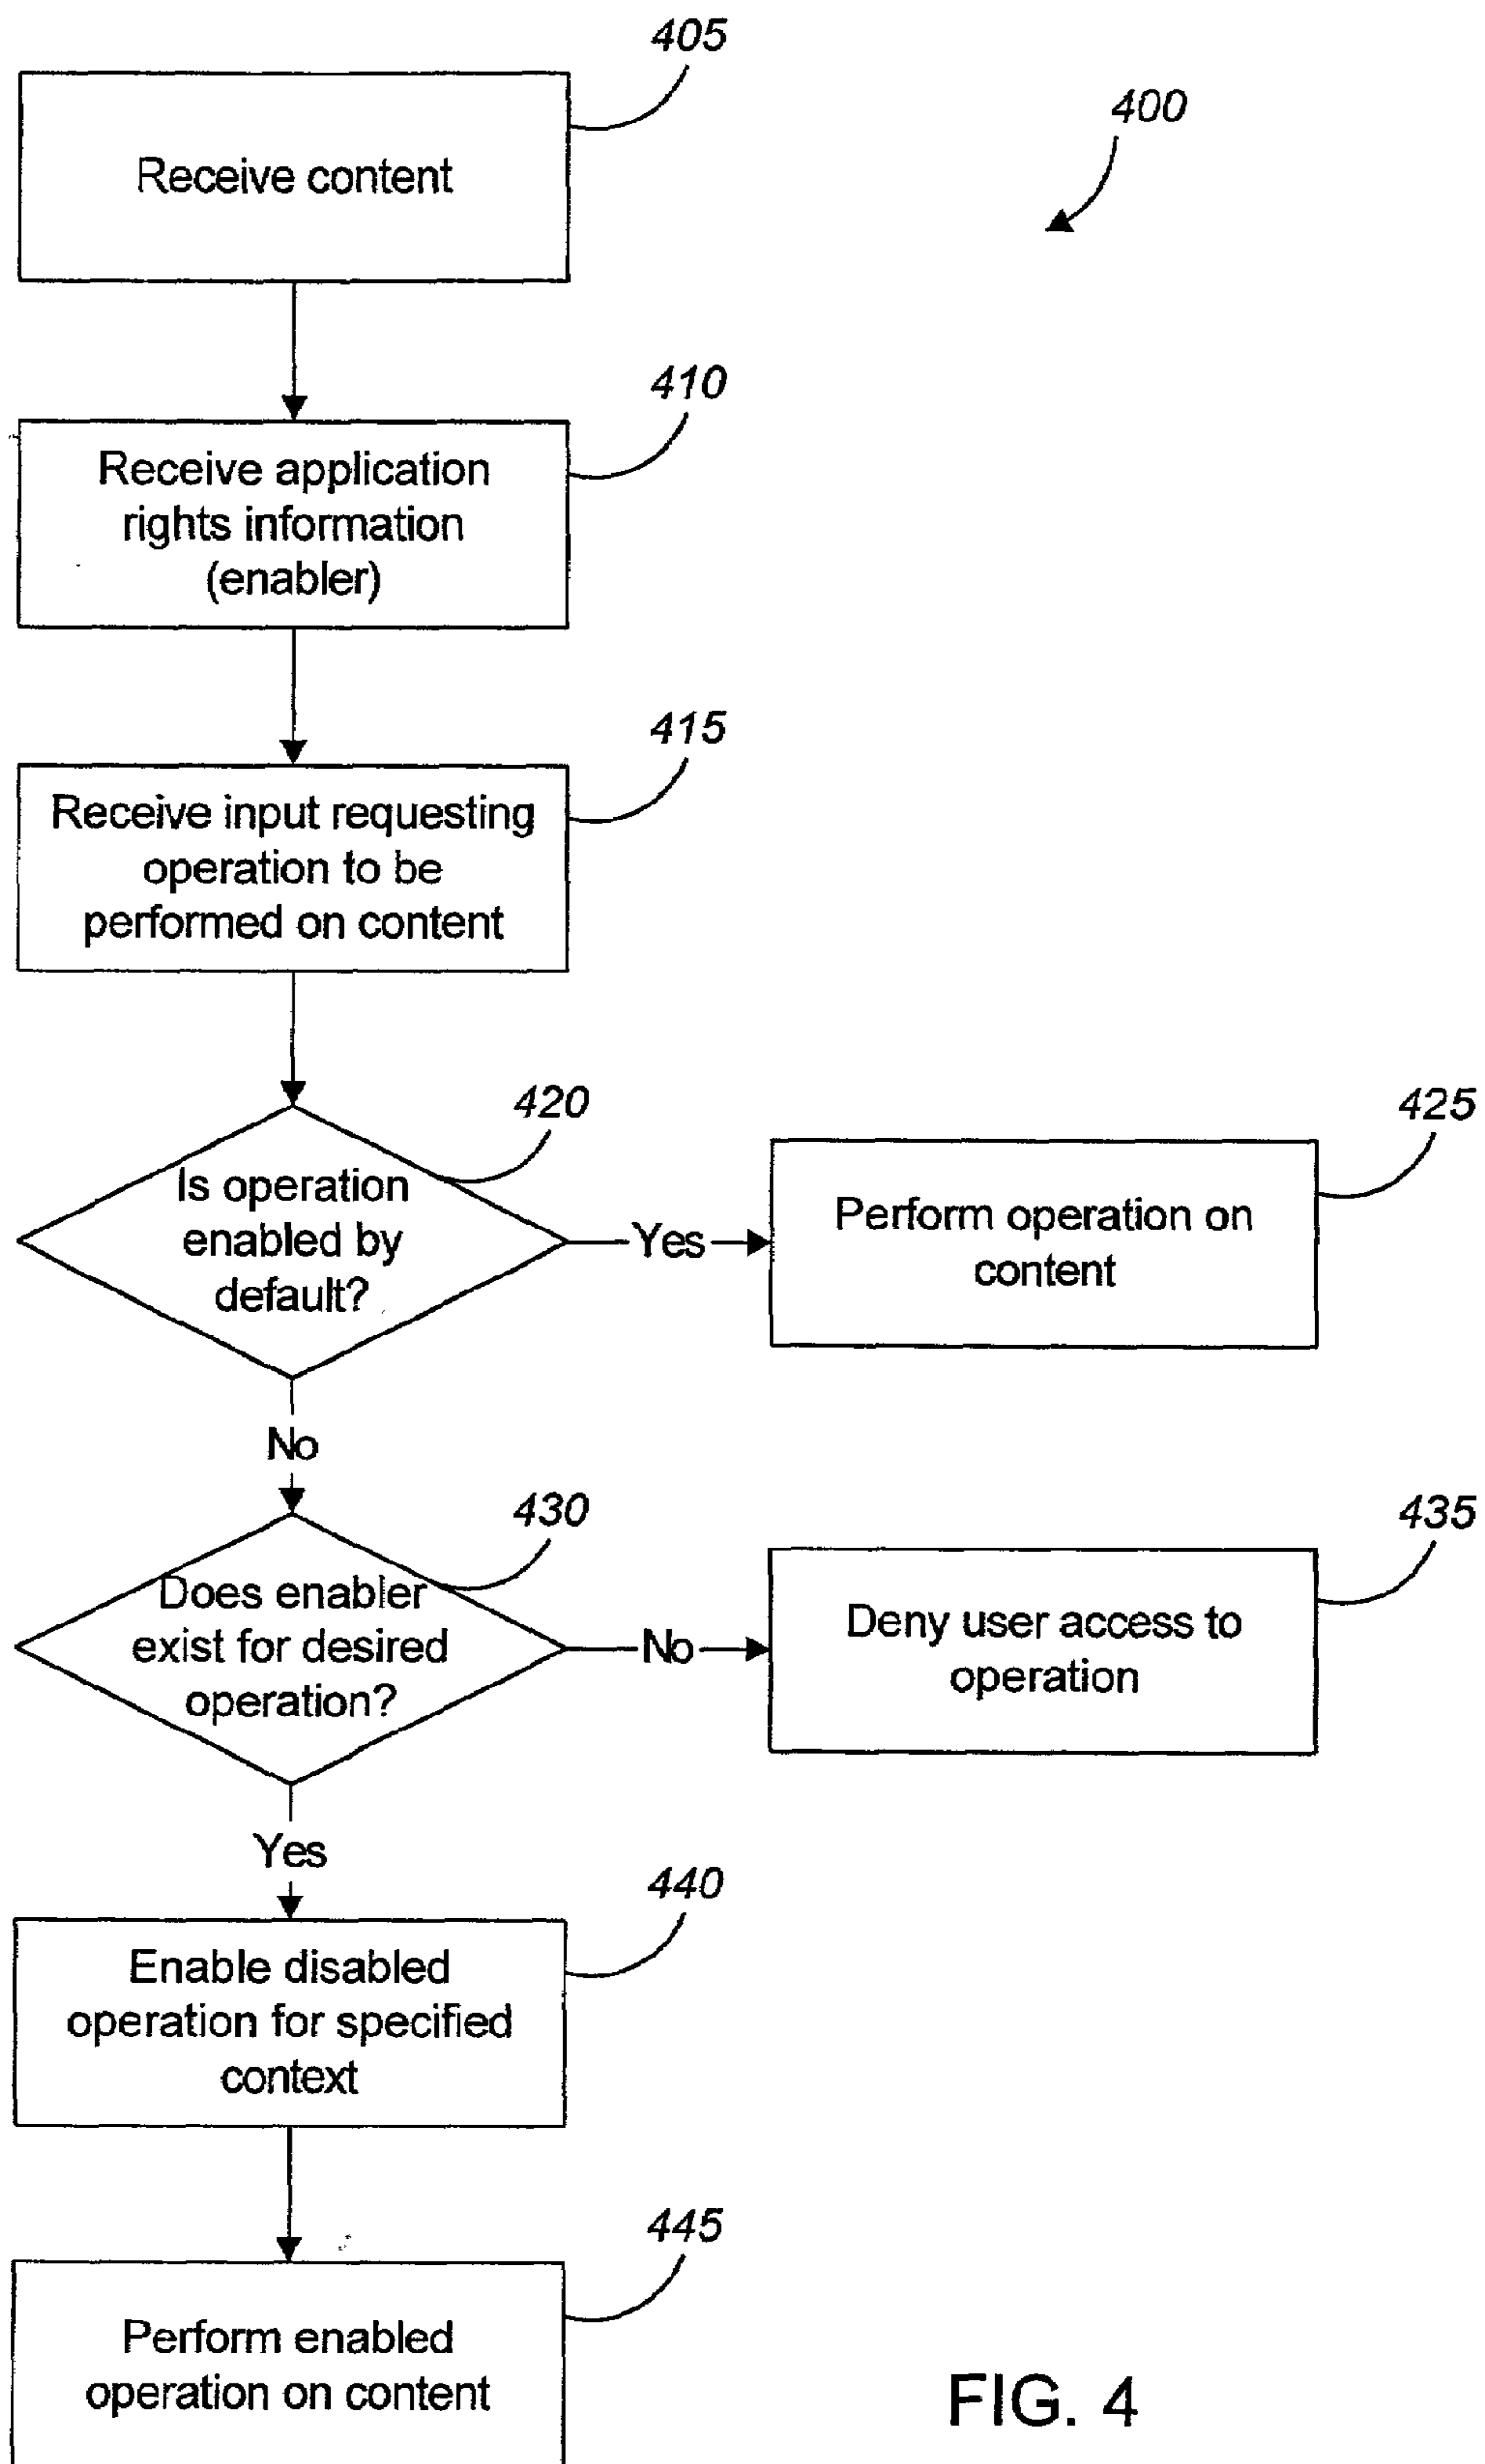 405
400
Receive content
410
Receive application
rights information
(enabler)
415
Receive input requesting
operation to be
performed on content
420
Is operation
enabled by
default?
Yes
425
Perform operation on
content
No
430
Does enabler
exist for desired
operation?
No
435
Deny user access to
operation
Yes
440
Enable disabled
operation for specified
context
445
Perform enabled
operation on content
FIG. 4